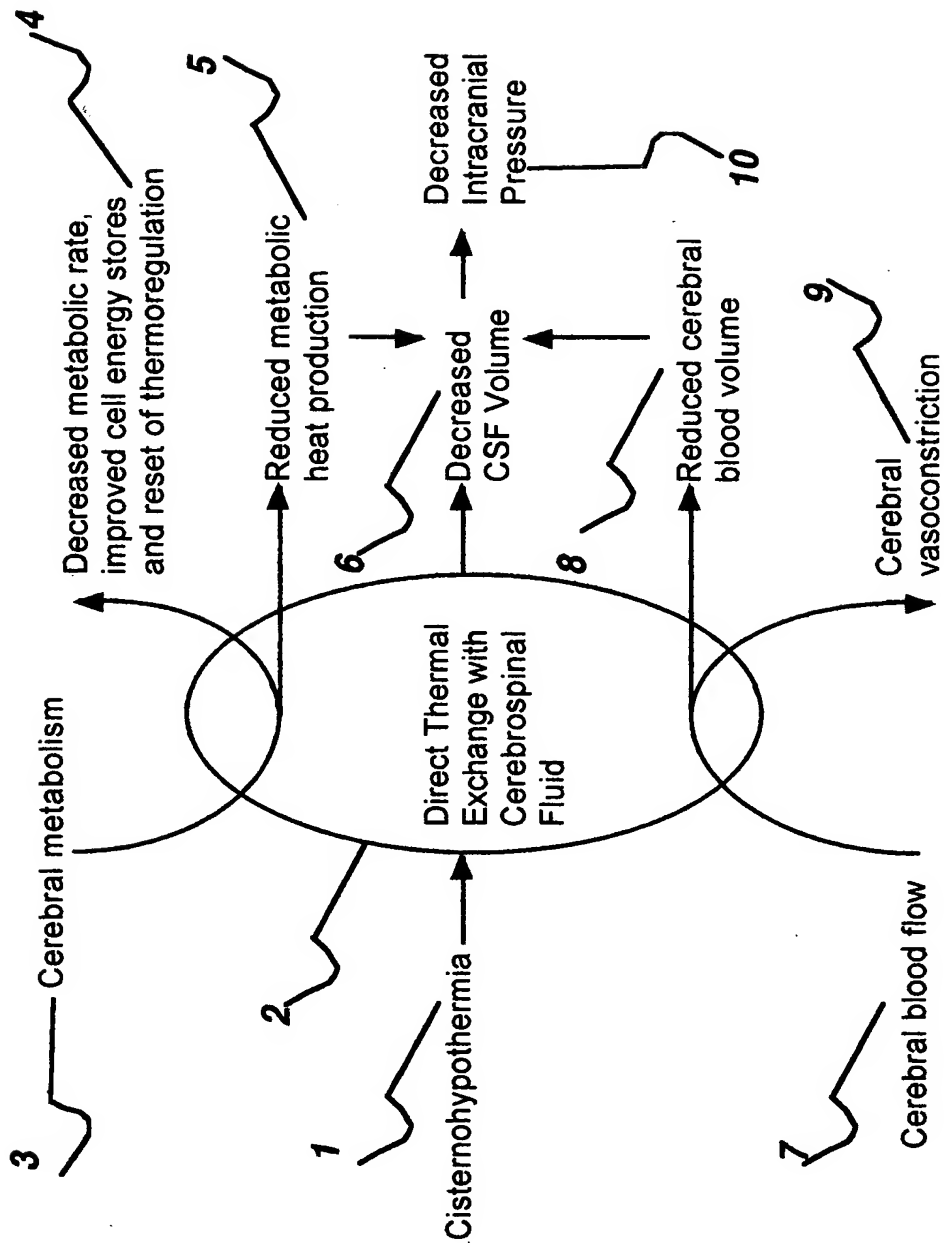 3
Cerebral metabolism
4
Decreased metabolic rate,
improved cell energy stores
and reset of thermoregulation
5
Reduced metabolic
heat production
2
1
Cisternohypothermia
Direct Thermal
Exchange with
Cerebrospinal
Fluid
6
Decreased
CSF Volume
Decreased
Intracranial
Pressure
10
8
Reduced cerebral
blood volume
7
Cerebral blood flow
9
Cerebral
vasoconstriction